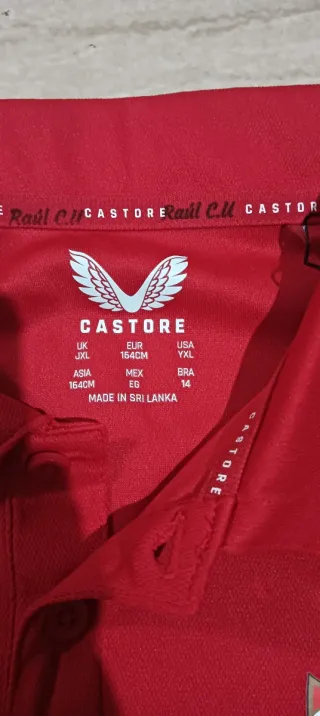 E Raúl C.U CASTORE Raúl C.U CASTOR
CASTORE
UK EUR USA
JXL 164CM YXL
ASIA MEX BRA
164CM EG 14
MADE IN SRI LANKA
CASTORE